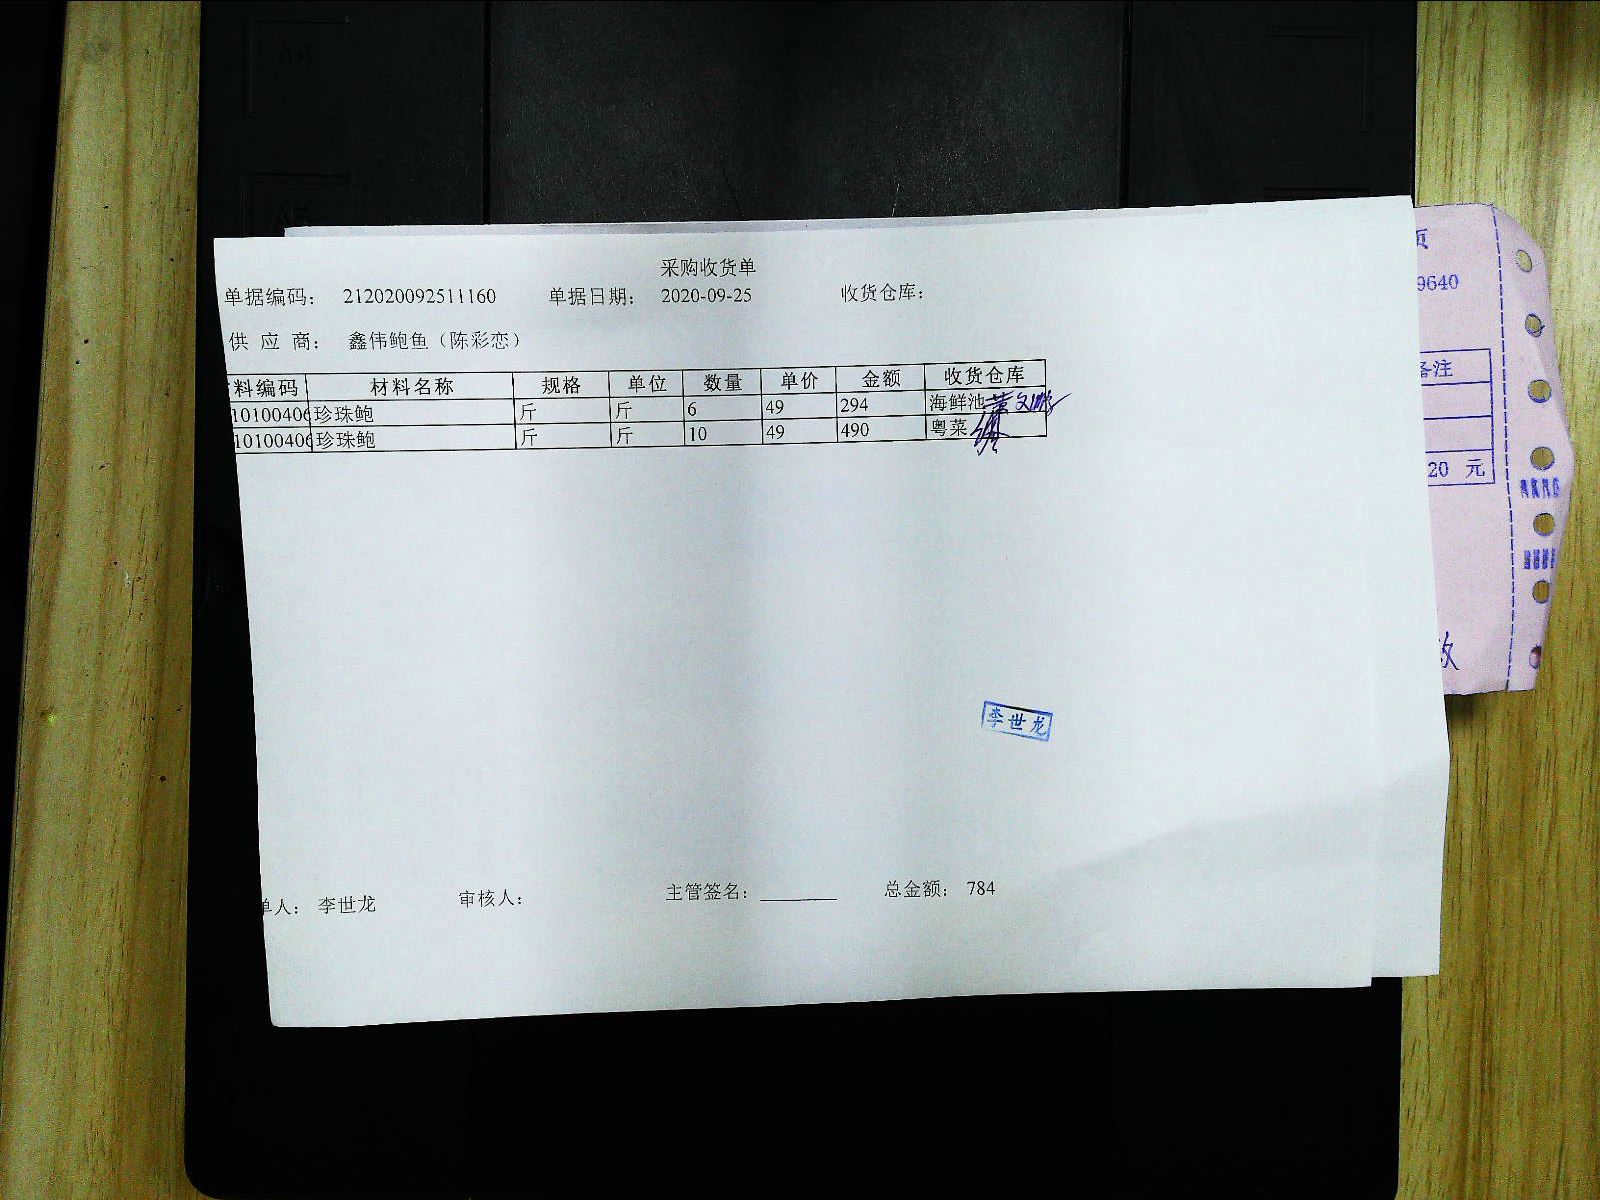 采购收货单
单据编码： 212020092511160 单据日期： 2020-09-25 收货仓库：
供 应 商： 鑫伟鲍鱼（陈彩恋）
料编码 材料名称 规格 单位 数量 单价 金额 收货仓库
1010040 珍珠鲍 斤 斤 6 49 294 海鲜池
1010040 珍珠鲍 斤 斤 10 49 490 粤菜
李世龙
单人： 李世龙 审核人： 主管签名： 总金额： 784
页
9640
备注
20 元